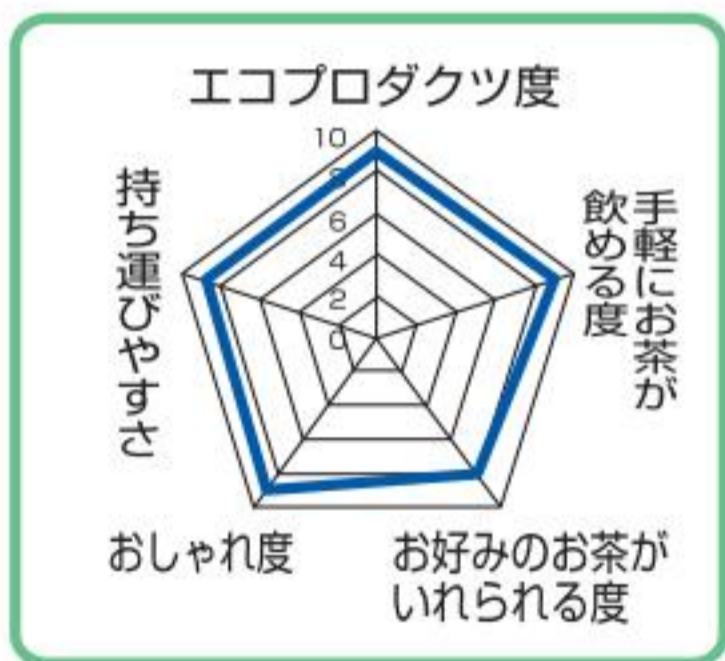 エコプロダクツ度
10
8
6
4
2
0
手軽にお茶が
飲める度
お好みのお茶が
いれられる度
おしゃれ度
持ち運びやすさ